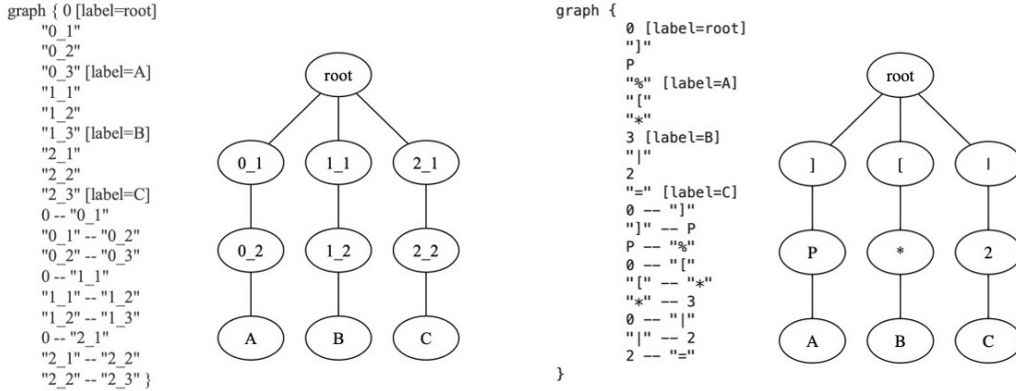 graph { 0 [label=root]
"0_1"
"0_2"
"0_3" [label=A]
"1_1"
"1_2"
"1_3" [label=B]
"2_1"
"2_2"
"2_3" [label=C]
0 -- "0_1"
"0_1" -- "0_2"
"0_2" -- "0_3"
0 -- "1_1"
"1_1" -- "1_2"
"1_2" -- "1_3"
0 -- "2_1"
"2_1" -- "2_2"
"2_2" -- "2_3" }
root
0_1 1_1 2_1
0_2 1_2 2_2
A B C
graph {
0 [label=root]
"]"
P
"%" [label=A]
"["
"*"
3 [label=B]
"|"
2
"=" [label=C]
0 -- "]"
"]" -- P
P -- "%"
0 -- "["
"[" -- "*"
"*" -- 3
0 -- "|"
"|" -- 2
2 -- "="
}
root
] [ |
P * 2
A B C